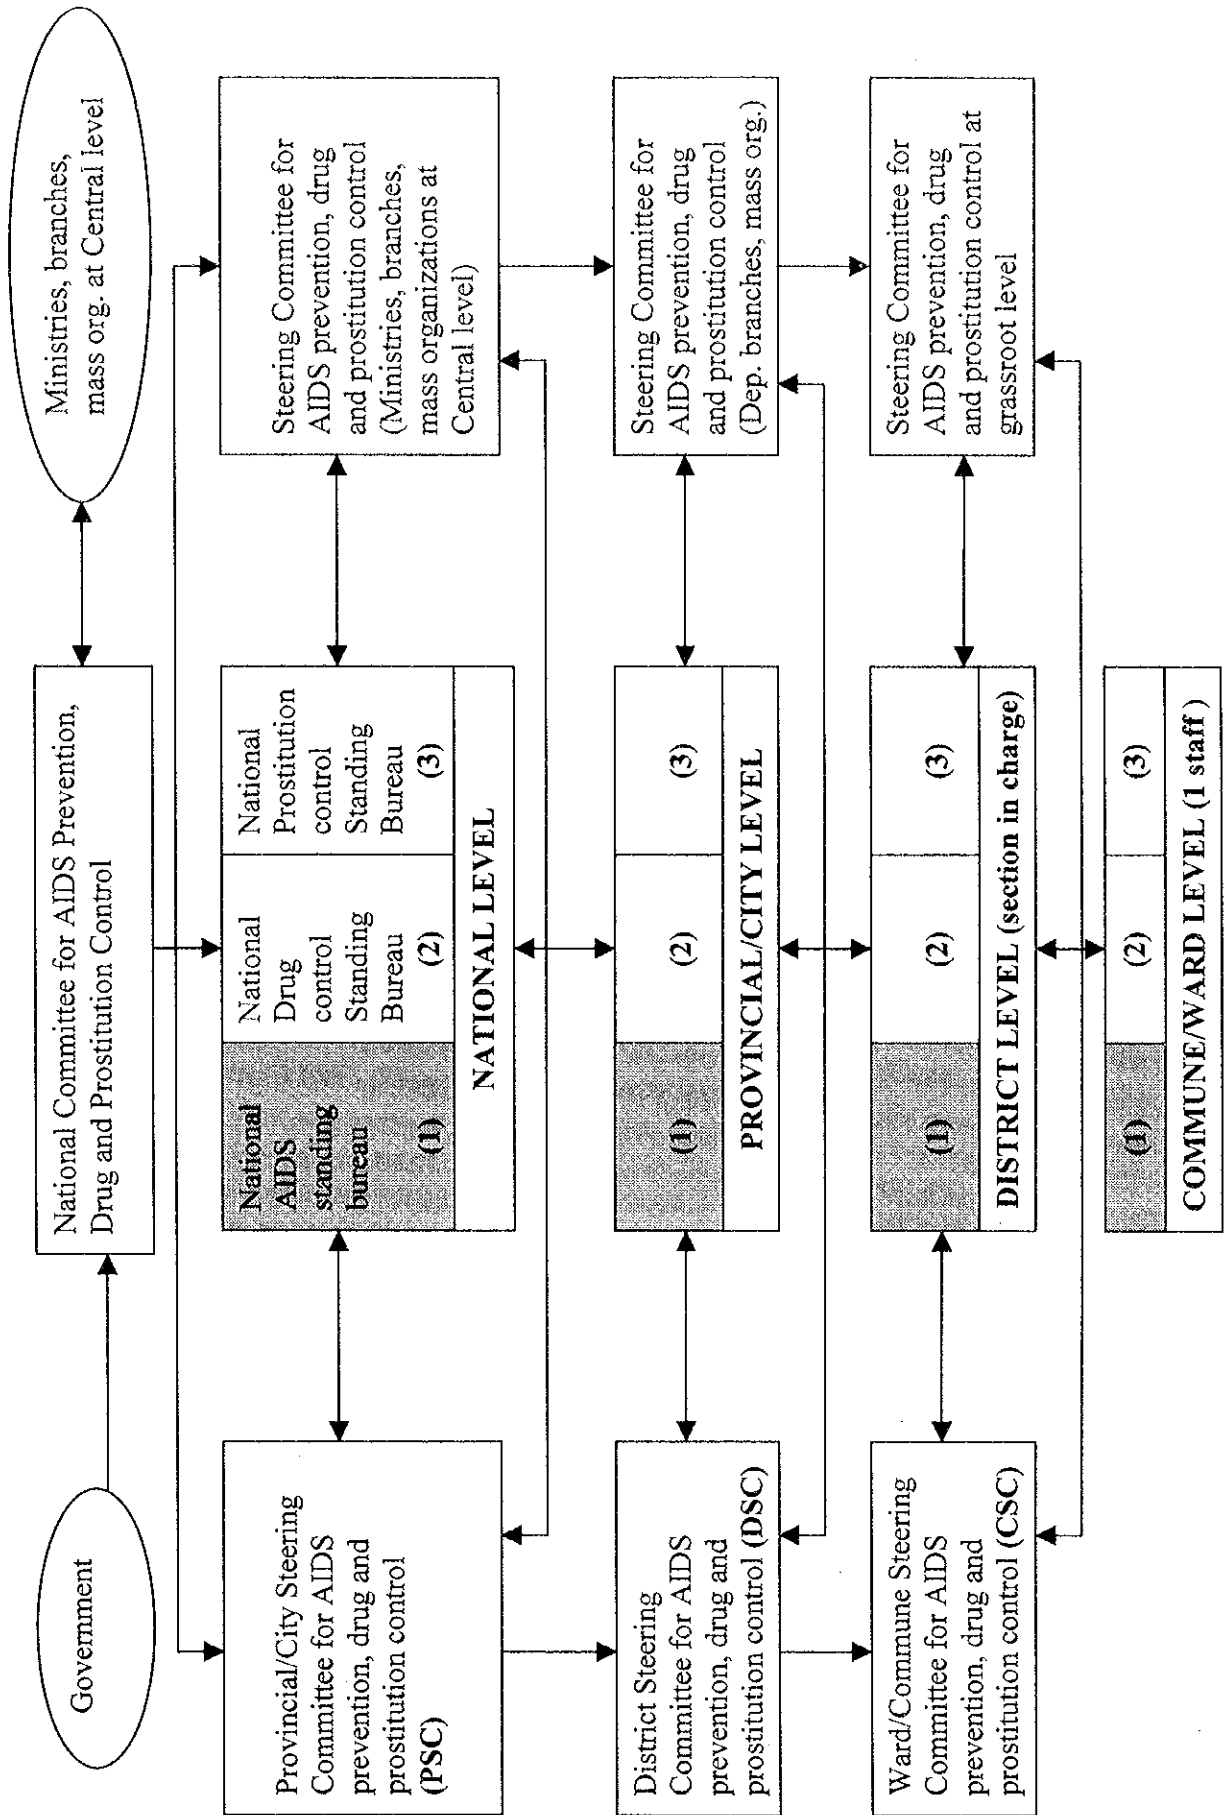 Government
National Committee for AIDS Prevention,
Drug and Prostitution Control
Ministries, branches,
mass org. at Central level
Provincial/City Steering
Committee for AIDS
prevention, drug and
prostitution control
(PSC)
National
AIDS
standing
bureau
(1)
National
Drug
control
Standing
Bureau
(2)
National
Prostitution
control
Standing
Bureau
(3)
NATIONAL LEVEL
Steering Committee for
AIDS prevention, drug
and prostitution control
(Ministries, branches,
mass organizations at
Central level)
District Steering
Committee for AIDS
prevention, drug and
prostitution control (DSC)
(1)
(2)
(3)
PROVINCIAL/CITY LEVEL
Steering Committee for
AIDS prevention, drug
and prostitution control
(Dep. branches, mass org.)
Ward/Commune Steering
Committee for AIDS
prevention, drug and
prostitution control (CSC)
(1)
(2)
(3)
DISTRICT LEVEL (section in charge)
Steering Committee for
AIDS prevention, drug
and prostitution control at
grassroot level
(1)
(2)
(3)
COMMUNE/WARD LEVEL (1 staff )